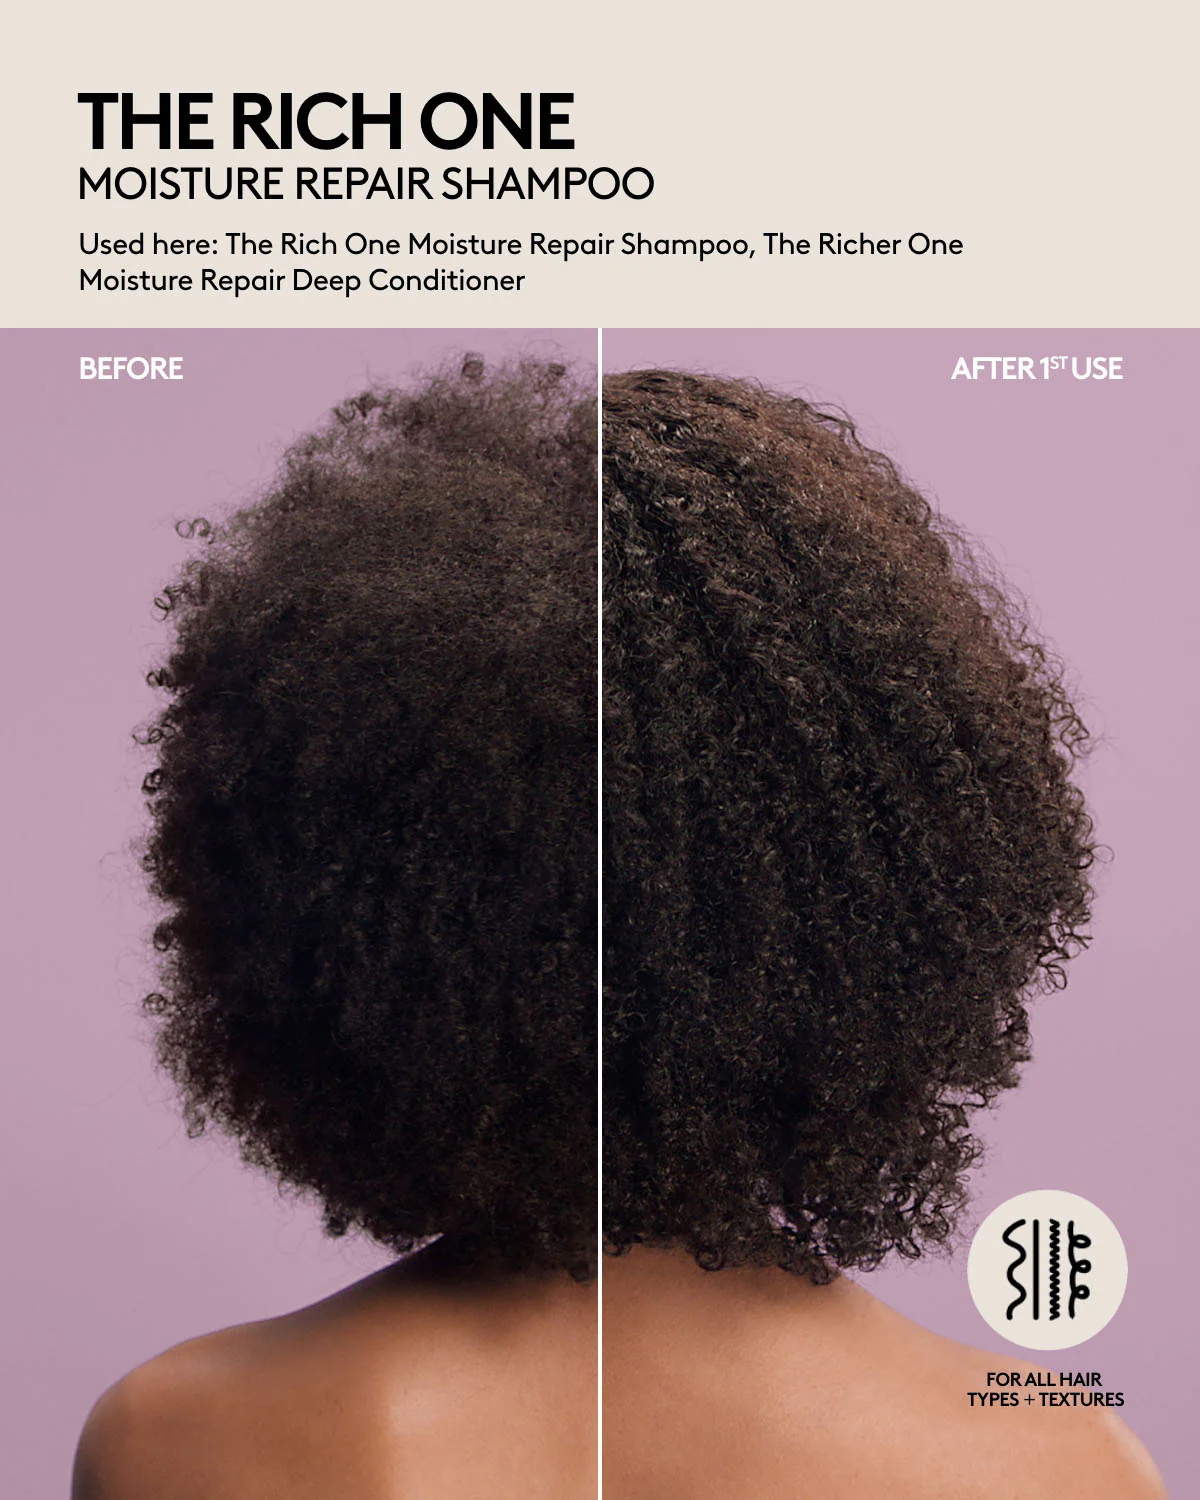 THE RICH ONE
MOISTURE REPAIR SHAMPOO
Used here: The Rich One Moisture Repair Shampoo, The Richer One
Moisture Repair Deep Conditioner
BEFORE
AFTER 1ST USE
FOR ALL HAIR
TYPES + TEXTURES